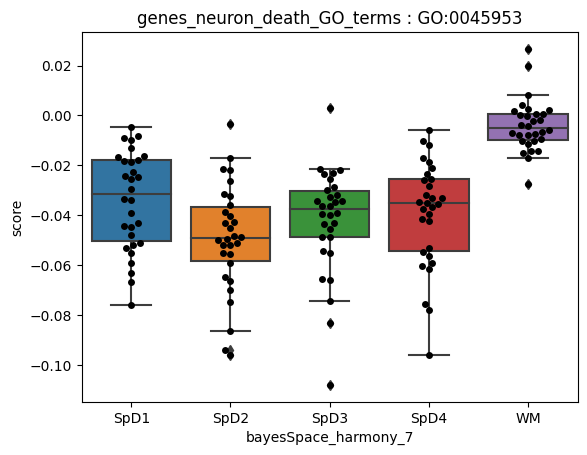 genes_neuron_death_GO_terms : GO:0045953
0.02
0.00
−0.02
−0.04
−0.06
−0.08
−0.10
score
SpD1 SpD2 SpD3 SpD4 WM
bayesSpace_harmony_7